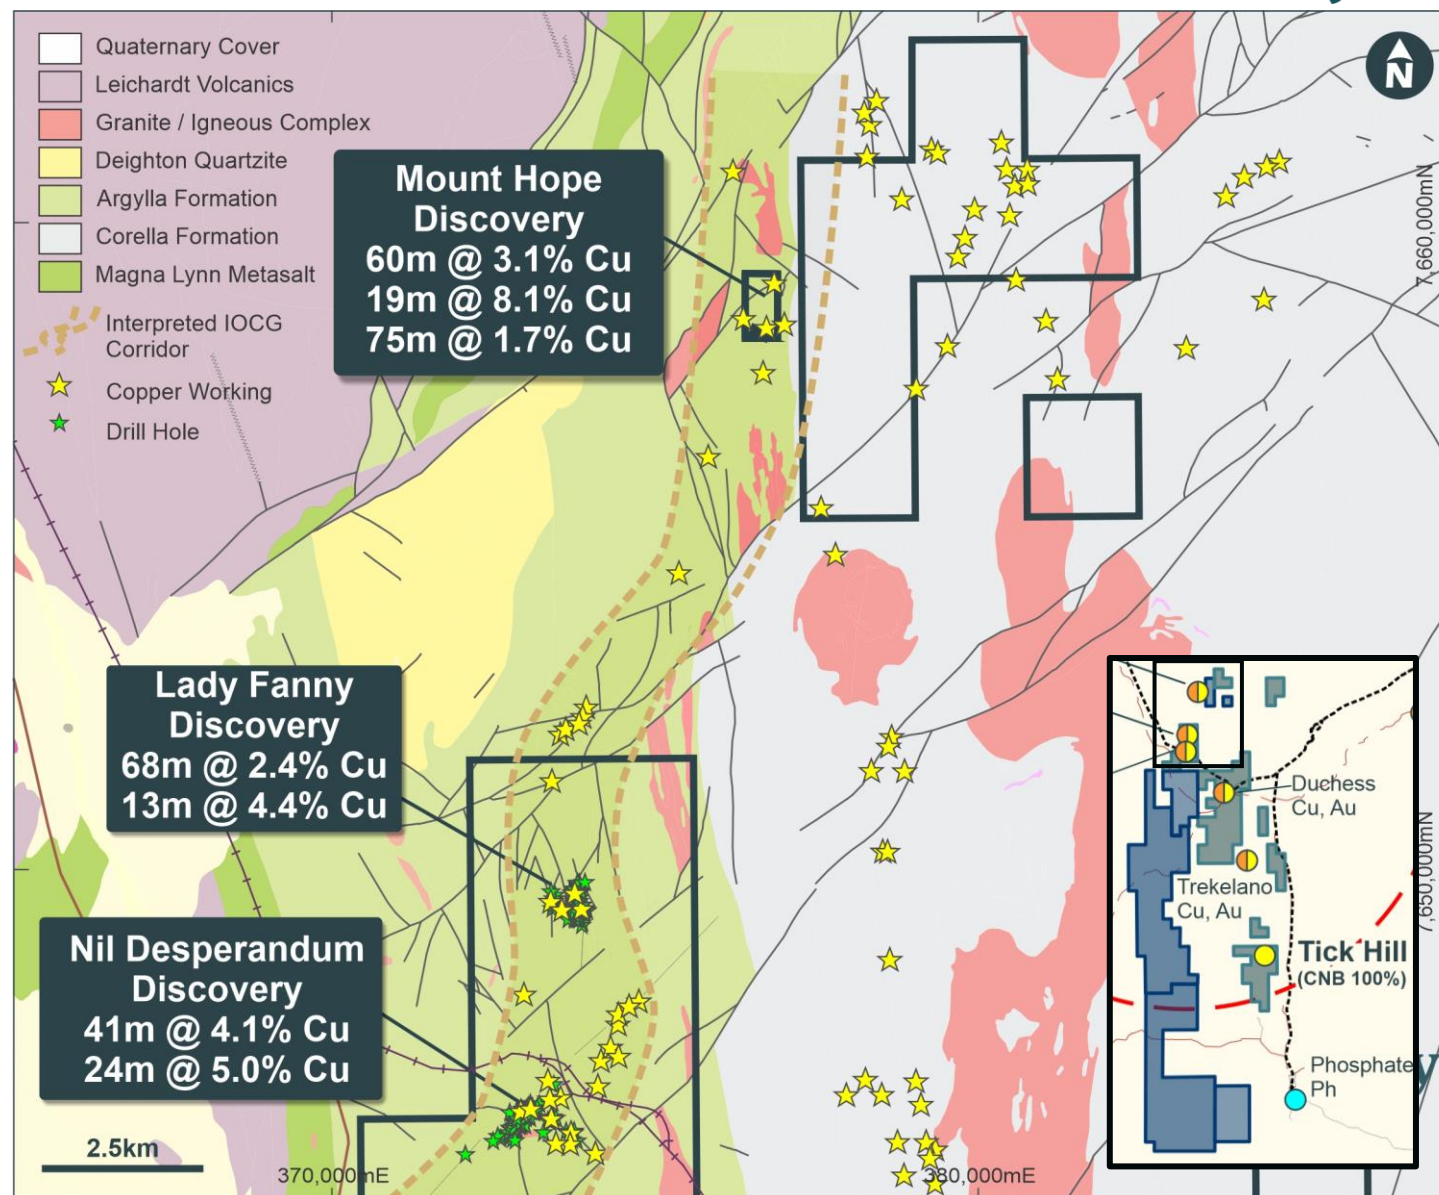 Quaternary Cover
Leichardt Volcanics
Granite / Igneous Complex
Deighton Quartzite
Argylla Formation
Corella Formation
Magna Lynn Metasalt
Interpreted IOCG
Corridor
Copper Working
Drill Hole
N
Mount Hope
Discovery
60m @ 3.1% Cu
19m @ 8.1% Cu
75m @ 1.7% Cu
7,660,000mN
Lady Fanny
Discovery
68m @ 2.4% Cu
13m @ 4.4% Cu
Nil Desperandum
Discovery
41m @ 4.1% Cu
24m @ 5.0% Cu
2.5km
370,000mE
380,000mE
7,650,000mN
Duchess
Cu, Au
Trekelano
Cu, Au
Tick Hill
(CNB 100%)
Phosphate
Ph